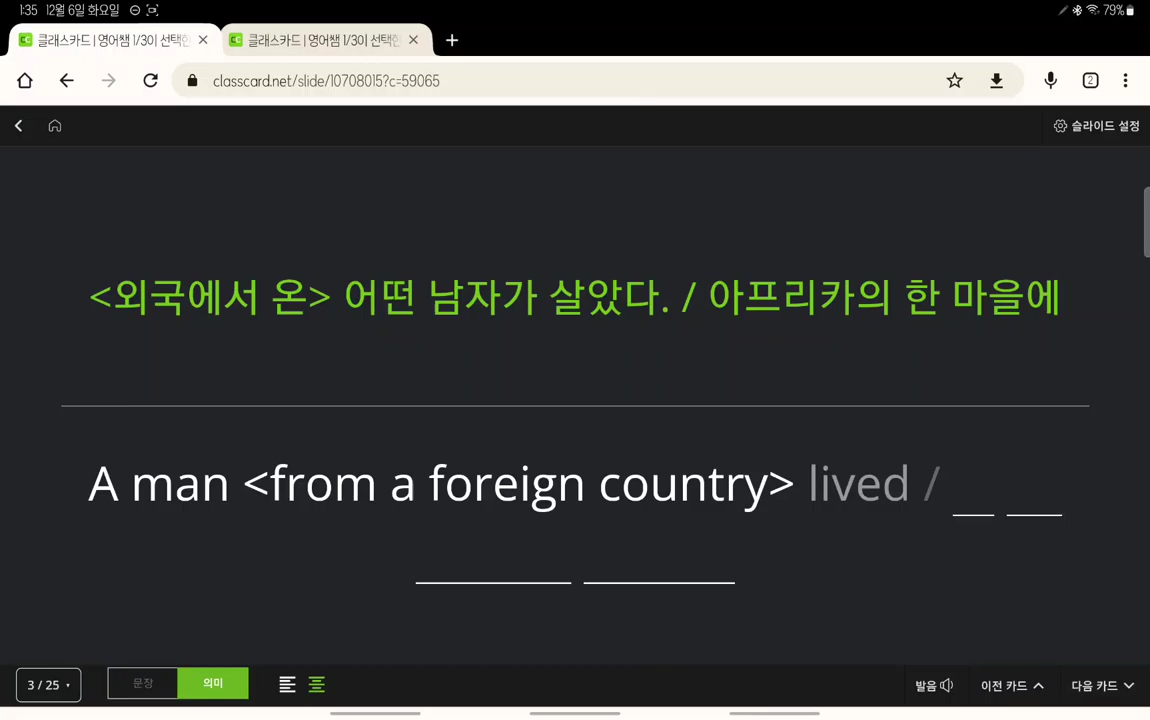 1:35 12월 6일 화요일 79%
클래스카드 | 영어쌤 1/30| 선택한 클래스카드 | 영어쌤 1/30| 선택한
classcard.net/slide/10708015?c=59065 2
슬라이드 설정
<외국에서 온> 어떤 남자가 살았다. / 아프리카의 한 마을에
A man <from a foreign country> lived /
3 / 25 문장 의미 발음 이전 카드 다음 카드